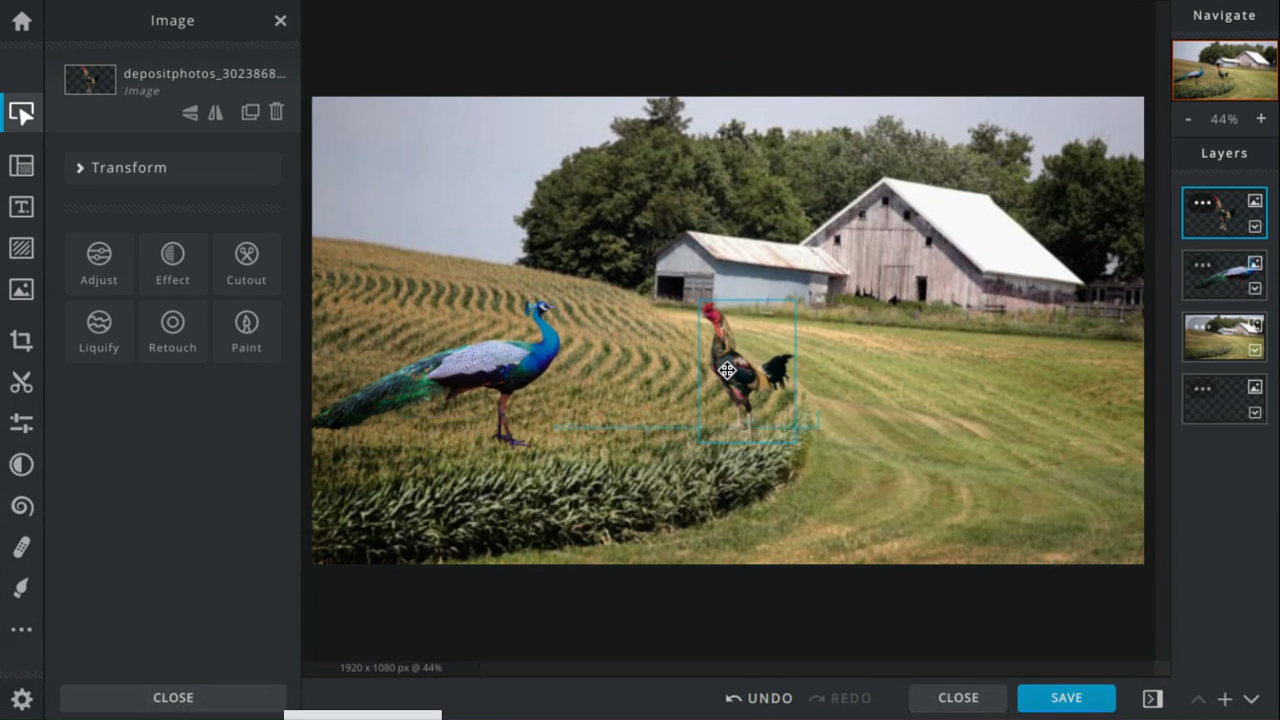 Image
Navigate
depositphotos_3023868...
Image
44%
Layers
Transform
Adjust
Effect
Cutout
Liquify
Retouch
Paint
1920 x 1080 px @ 44%
CLOSE
UNDO
REDO
CLOSE
SAVE